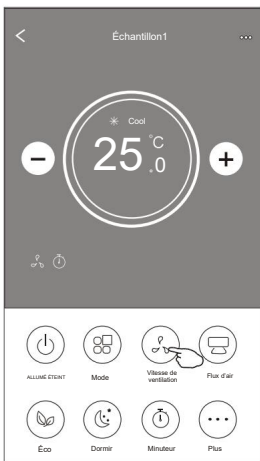 Échantillon1
Cool
25.0°C
ALLUMÉ ÉTEINT
Mode
Vitesse de
ventilation
Flux d'air
Éco
Dormir
Minuteur
Plus